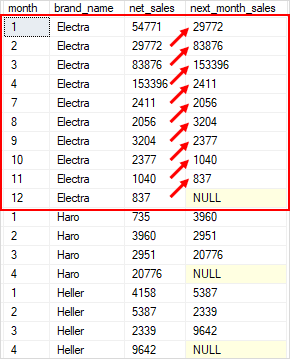 month brand_name net_sales next_month_sales
1 Electra 54771 29772
2 Electra 29772 83876
3 Electra 83876 153396
4 Electra 153396 2411
7 Electra 2411 2056
8 Electra 2056 3204
9 Electra 3204 2377
10 Electra 2377 1040
11 Electra 1040 837
12 Electra 837 NULL
1 Haro 735 3960
2 Haro 3960 2951
3 Haro 2951 20776
4 Haro 20776 NULL
1 Heller 4158 5387
2 Heller 5387 2339
3 Heller 2339 9642
4 Heller 9642 NULL